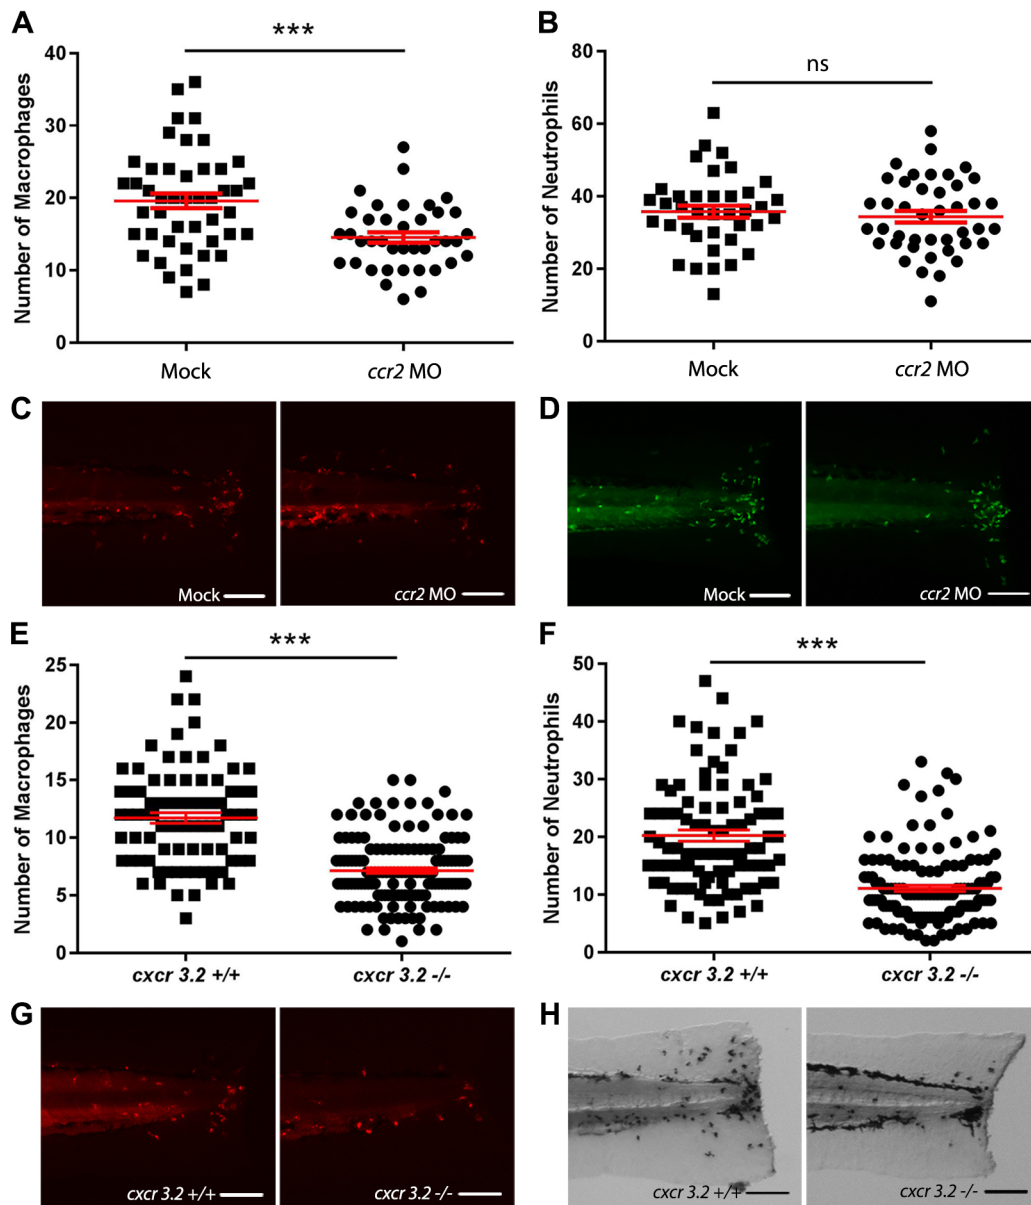 A
***
Number of Macrophages
40
30
20
10
0
Mock
ccr2 MO
B
ns
Number of Neutrophils
80
60
40
20
0
Mock
ccr2 MO
C
Mock
ccr2 MO
D
Mock
ccr2 MO
E
***
Number of Macrophages
25
20
15
10
5
0
cxcr 3.2 +/+
cxcr 3.2 -/-
F
***
Number of Neutrophils
50
40
30
20
10
0
cxcr 3.2 +/+
cxcr 3.2 -/-
G
cxcr 3.2 +/+
cxcr 3.2 -/-
H
cxcr 3.2 +/+
cxcr 3.2 -/-